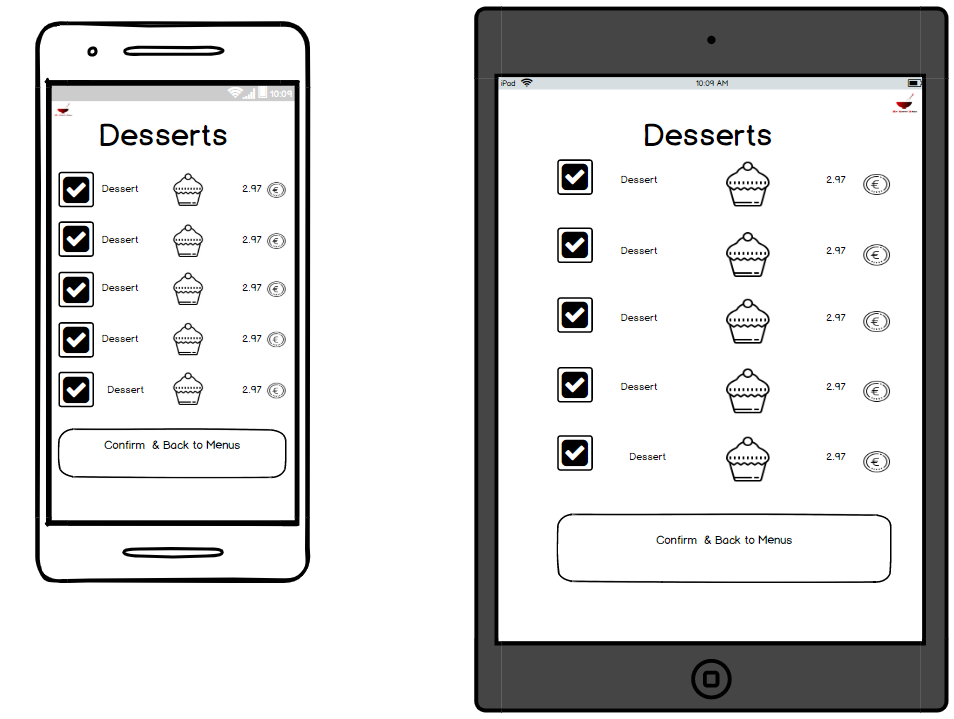 10:09
Desserts
Dessert 2.97 €
Dessert 2.97 €
Dessert 2.97 €
Dessert 2.97 €
Dessert 2.97 €
Confirm & Back to Menus
iPad 10:09 AM
Desserts
Dessert 2.97 €
Dessert 2.97 €
Dessert 2.97 €
Dessert 2.97 €
Dessert 2.97 €
Confirm & Back to Menus